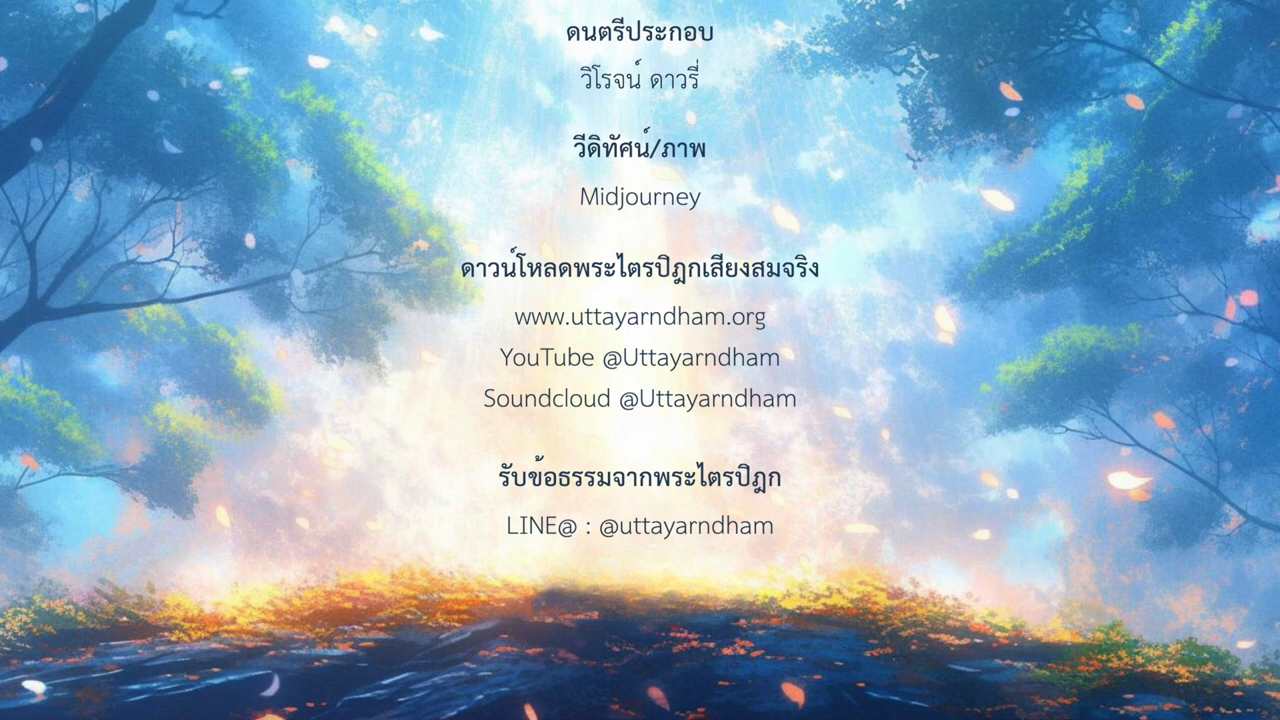 ดนตรีประกอบ
วิโรจน์ ดาวรี่
วีดิทัศน์/ภาพ
Midjourney
ดาวน์โหลดพระไตรปิฎกเสียงสมจริง
www.uttayarndham.org
YouTube @Uttayarndham
Soundcloud @Uttayarndham
รับข้อธรรมจากพระไตรปิฎก
LINE@ : @uttayarndham